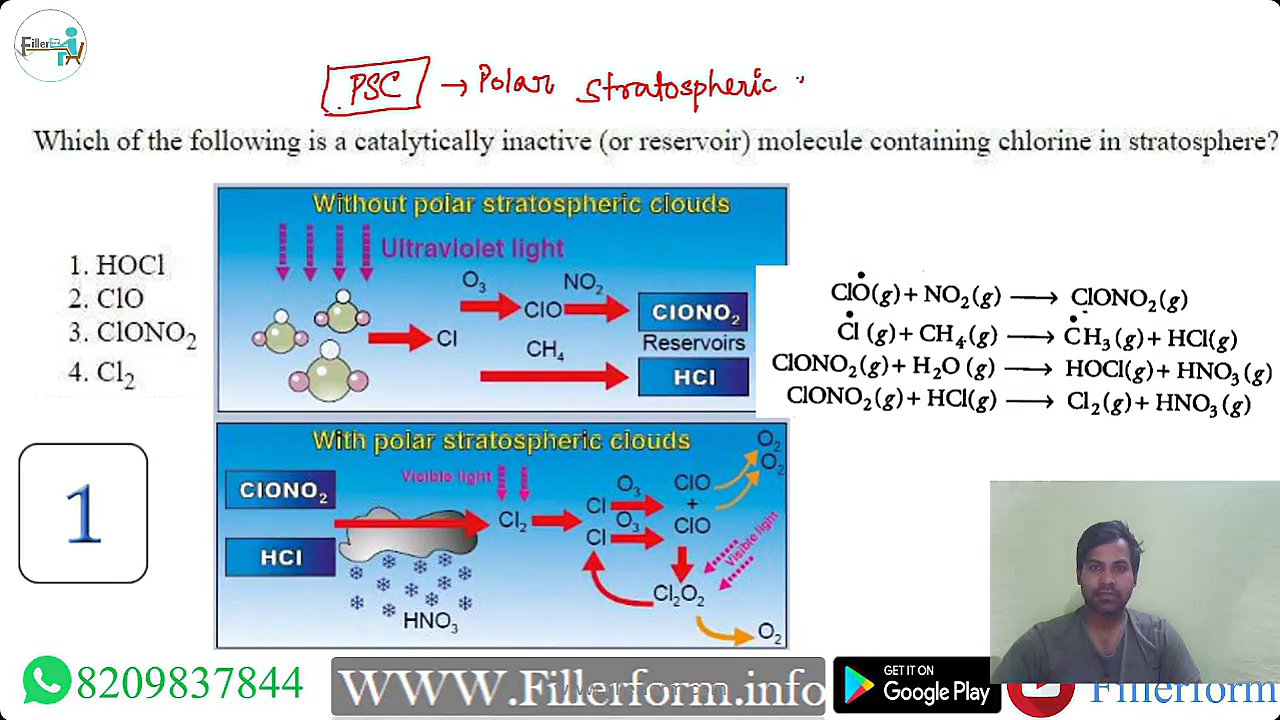 Filler
PSC → Polar stratospheric
Which of the following is a catalytically inactive (or reservoir) molecule containing chlorine in stratosphere?
1. HOCl
2. ClO
3. ClONO₂
4. Cl₂
1
Without polar stratospheric clouds
Ultraviolet light
O₃
NO₂
Cl
ClO
ClONO₂
Reservoirs
CH₄
HCl
With polar stratospheric clouds
ClONO₂
HCl
HNO₃
Visible light
Cl₂
Cl
O₃
ClO
+
Cl
O₃
ClO
O₂
O₂
Visible light
Cl₂O₂
O₂
ClȮ(g) + NO₂(g) ⟶ ClONO₂(g)
Ċl (g) + CH₄(g) ⟶ ĊH₃(g) + HCl(g)
ClONO₂(g) + H₂O (g) ⟶ HOCl(g) + HNO₃(g)
ClONO₂(g) + HCl(g) ⟶ Cl₂(g) + HNO₃(g)
8209837844
WWW.Fillerform.info
GET IT ON
Google Play
Fillerform